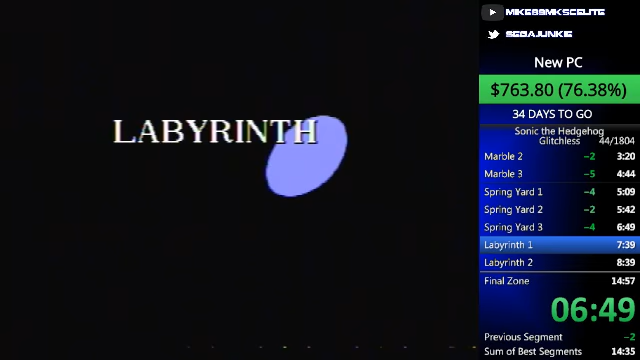 LABYRINTH
MIKE89MKSCELITE
SEGAJUNKIE
New PC
$763.80 (76.38%)
34 DAYS TO GO
Sonic the Hedgehog
Glitchless 44/1804
Marble 2 −2 3:20
Marble 3 −5 4:44
Spring Yard 1 −4 5:09
Spring Yard 2 −2 5:42
Spring Yard 3 −4 6:49
Labyrinth 1 7:39
Labyrinth 2 8:39
Final Zone 14:57
06:49
Previous Segment −2
Sum of Best Segments 14:35